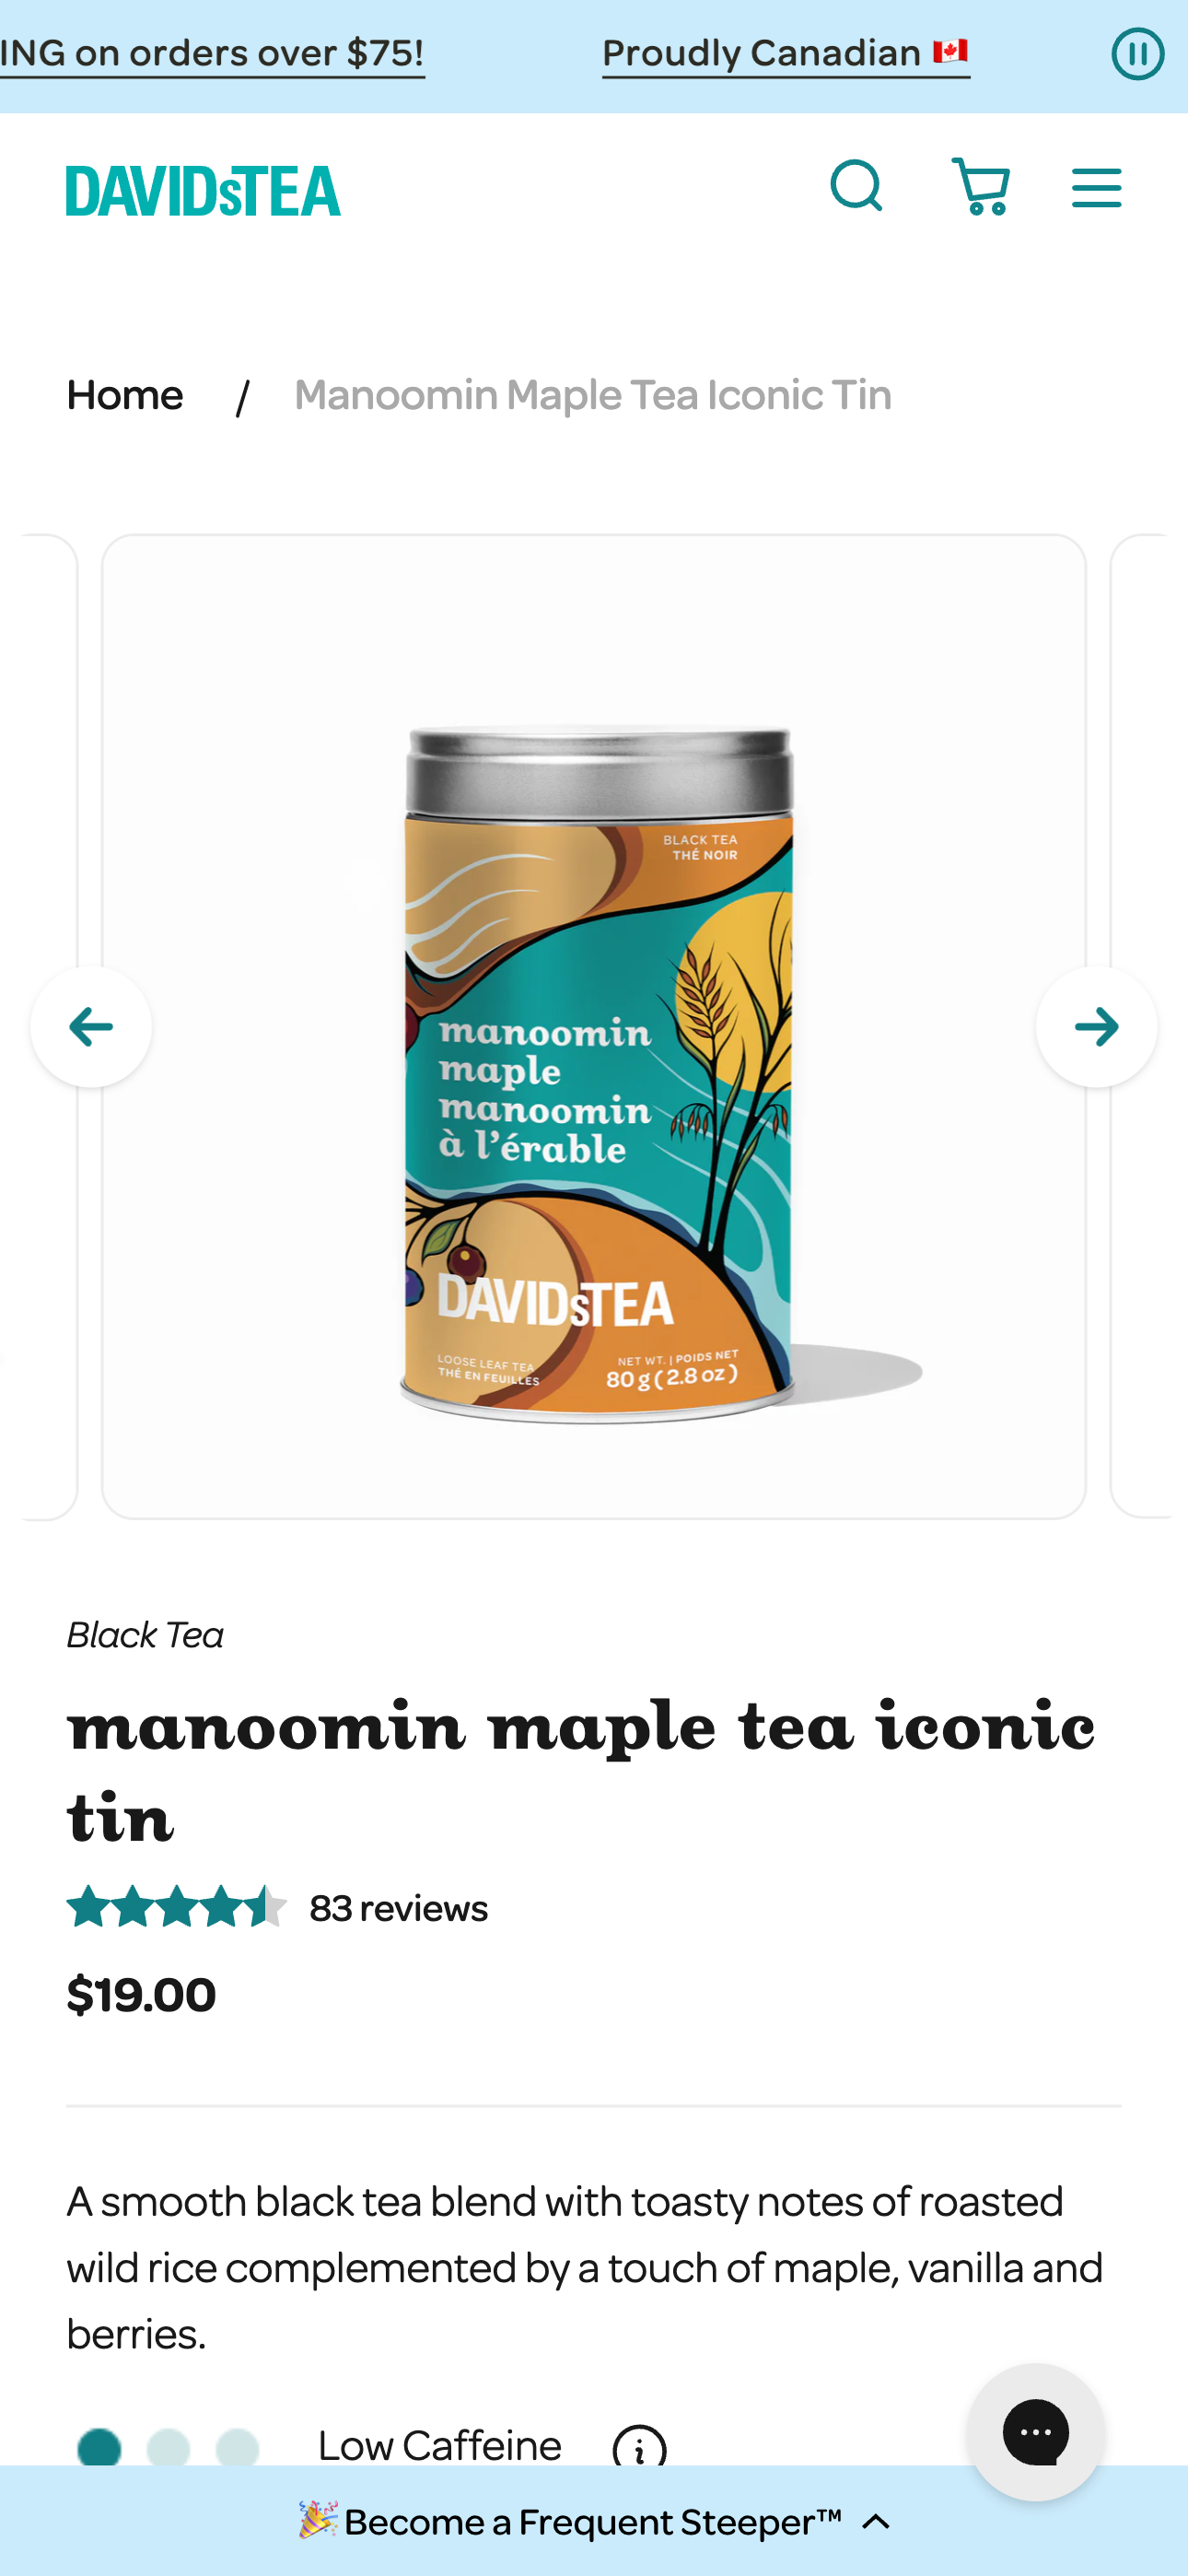 ING on orders over $75!
Proudly Canadian 🇨🇦
DAVIDsTEA
Home / Manoomin Maple Tea Iconic Tin
BLACK TEA
THÉ NOIR
manoomin
maple
manoomin
à l'érable
DAVIDsTEA
LOOSE LEAF TEA
THÉ EN FEUILLES
NET WT. | POIDS NET
80 g ( 2.8 oz )
Black Tea
manoomin maple tea iconic
tin
83 reviews
$19.00
A smooth black tea blend with toasty notes of roasted
wild rice complemented by a touch of maple, vanilla and
berries.
Low Caffeine
🎉Become a Frequent Steeper™